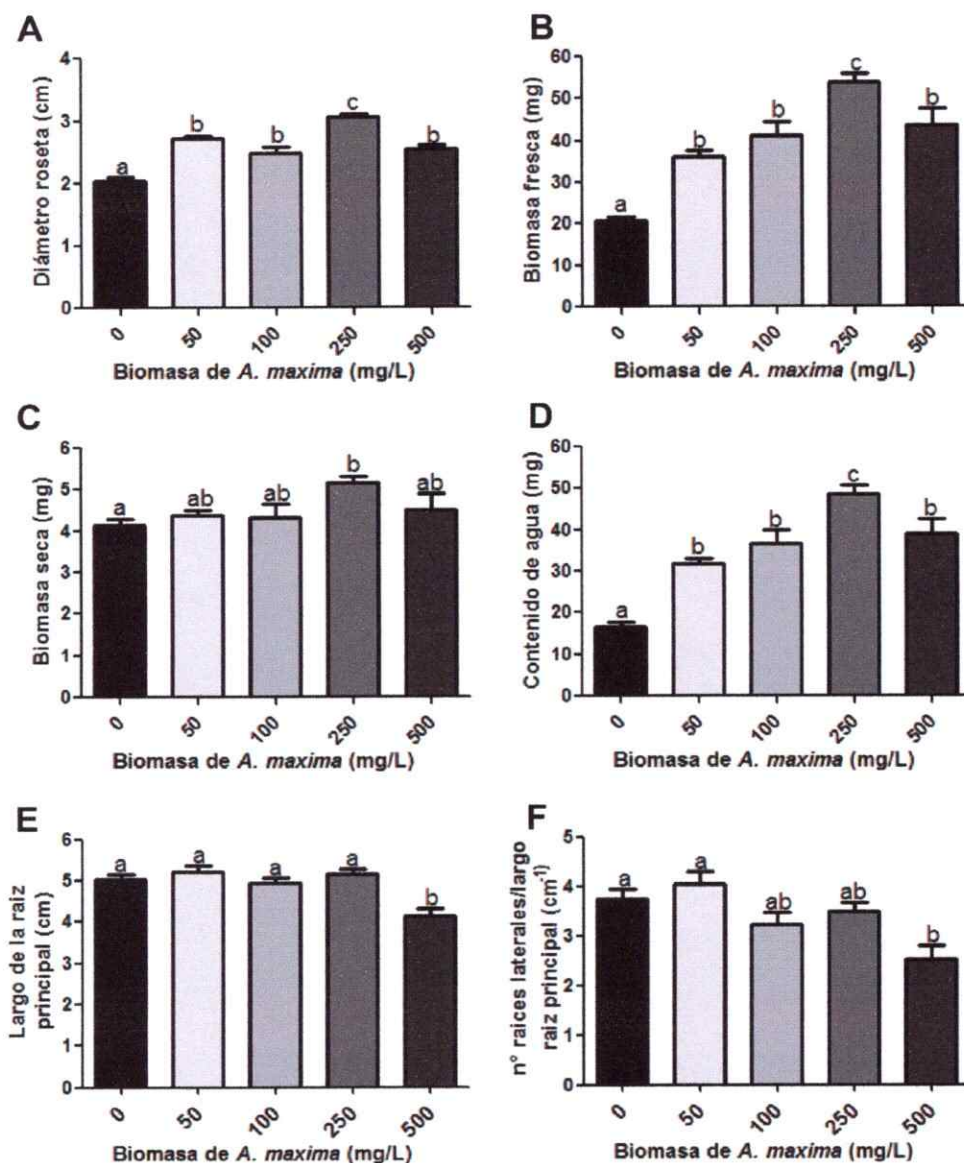 A
Diámetro roseta (cm)
4
3
2
1
0
a
b
b
c
b
0
50
100
250
500
Biomasa de A. maxima (mg/L)
B
Biomasa fresca (mg)
60
50
40
30
20
10
0
a
b
b
c
b
0
50
100
250
500
Biomasa de A. maxima (mg/L)
C
Biomasa seca (mg)
6
5
4
3
2
1
0
a
ab
ab
b
ab
0
50
100
250
500
Biomasa de A. maxima (mg/L)
D
Contenido de agua (mg)
60
50
40
30
20
10
0
a
b
b
c
b
0
50
100
250
500
Biomasa de A. maxima (mg/L)
E
Largo de la raiz
principal (cm)
6
5
4
3
2
1
0
a
a
a
a
b
0
50
100
250
500
Biomasa de A. maxima (mg/L)
F
n° raices laterales/largo
raiz principal (cm⁻¹)
5
4
3
2
1
0
a
a
ab
ab
b
0
50
100
250
500
Biomasa de A. maxima (mg/L)